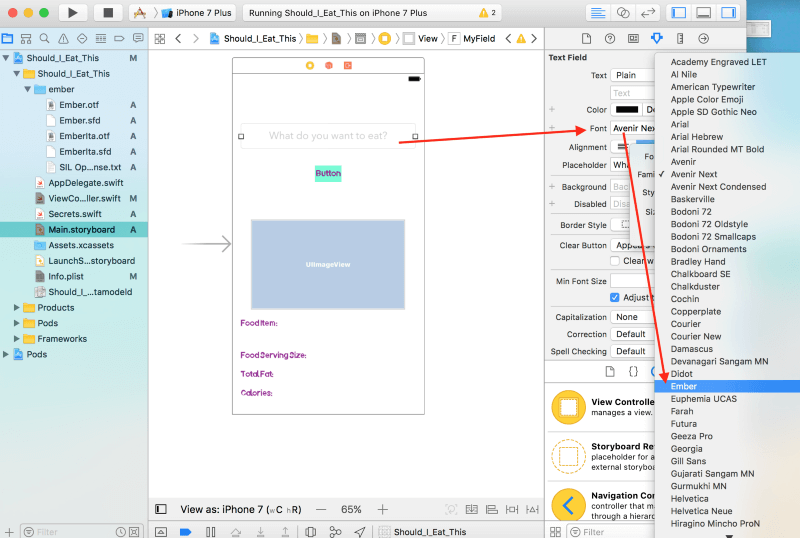 iPhone 7 Plus
Running Should_I_Eat_This on iPhone 7 Plus
2
Should_I_Eat_This
View
MyField
Should_I_Eat_This M
Should_I_Eat_This
ember
Ember.otf A
Ember.sfd A
EmberIta.otf A
EmberIta.sfd A
SIL Op...nse.txt A
AppDelegate.swift
ViewCo...ller.swift M
Secrets.swift A
Main.storyboard A
Assets.xcassets
LaunchS...storyboard
Info.plist M
Should_I_...tamodeld
Products
Pods
Frameworks
Pods
Filter
What do you want to eat?
Button
UIImageView
Food Item:
Food Serving Size:
Total Fat:
Calories:
View as: iPhone 7 (wC hR)
65%
Should_I_Eat_This
Text Field
Text Plain
Text
Color De
Font Avenir Nex
Alignment
Placeholder Wha
Background Bac
Disabled Disa
Border Style
Clear Button Appears
Clear w
Min Font Size
Adjust t
Capitalization None
Correction Default
Spell Checking Default
Fo
Famil
Sty
Siz
View Controlle
manages a view.
Storyboard Re
placeholder for a
external storyboa
Navigation Con
controller that ma
through a hierarc
Filter
Academy Engraved LET
Al Nile
American Typewriter
Apple Color Emoji
Apple SD Gothic Neo
Arial
Arial Hebrew
Arial Rounded MT Bold
Avenir
Avenir Next
Avenir Next Condensed
Baskerville
Bodoni 72
Bodoni 72 Oldstyle
Bodoni 72 Smallcaps
Bodoni Ornaments
Bradley Hand
Chalkboard SE
Chalkduster
Cochin
Copperplate
Courier
Courier New
Damascus
Devanagari Sangam MN
Didot
Ember
Euphemia UCAS
Farah
Futura
Geeza Pro
Georgia
Gill Sans
Gujarati Sangam MN
Gurmukhi MN
Helvetica
Helvetica Neue
Hiragino Mincho ProN